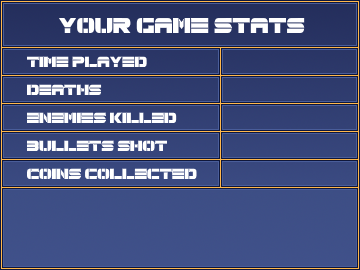 YOUR GAME STATS
TIME PLAYED
DEATHS
ENEMIES KILLED
BULLETS SHOT
COINS COLLECTED